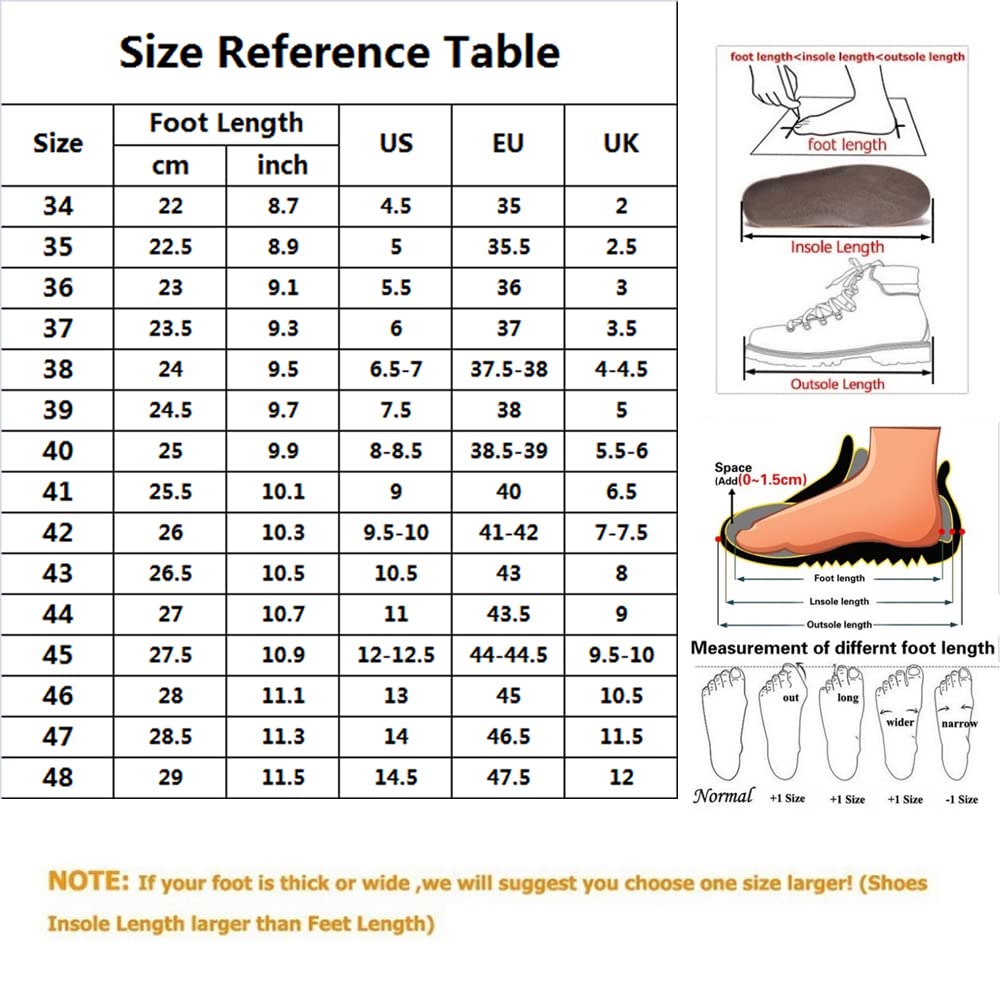 Size Reference Table
Size Foot Length US EU UK
cm inch
34 22 8.7 4.5 35 2
35 22.5 8.9 5 35.5 2.5
36 23 9.1 5.5 36 3
37 23.5 9.3 6 37 3.5
38 24 9.5 6.5-7 37.5-38 4-4.5
39 24.5 9.7 7.5 38 5
40 25 9.9 8-8.5 38.5-39 5.5-6
41 25.5 10.1 9 40 6.5
42 26 10.3 9.5-10 41-42 7-7.5
43 26.5 10.5 10.5 43 8
44 27 10.7 11 43.5 9
45 27.5 10.9 12-12.5 44-44.5 9.5-10
46 28 11.1 13 45 10.5
47 28.5 11.3 14 46.5 11.5
48 29 11.5 14.5 47.5 12
foot length<insole length<outsole length
foot length
Insole Length
Outsole Length
Space
(Add(0~1.5cm)
Foot length
Lnsole length
Outsole length
Measurement of differnt foot length
out long wider narrow
Normal +1 Size +1 Size +1 Size -1 Size
NOTE: If your foot is thick or wide ,we will suggest you choose one size larger! (Shoes
Insole Length larger than Feet Length)